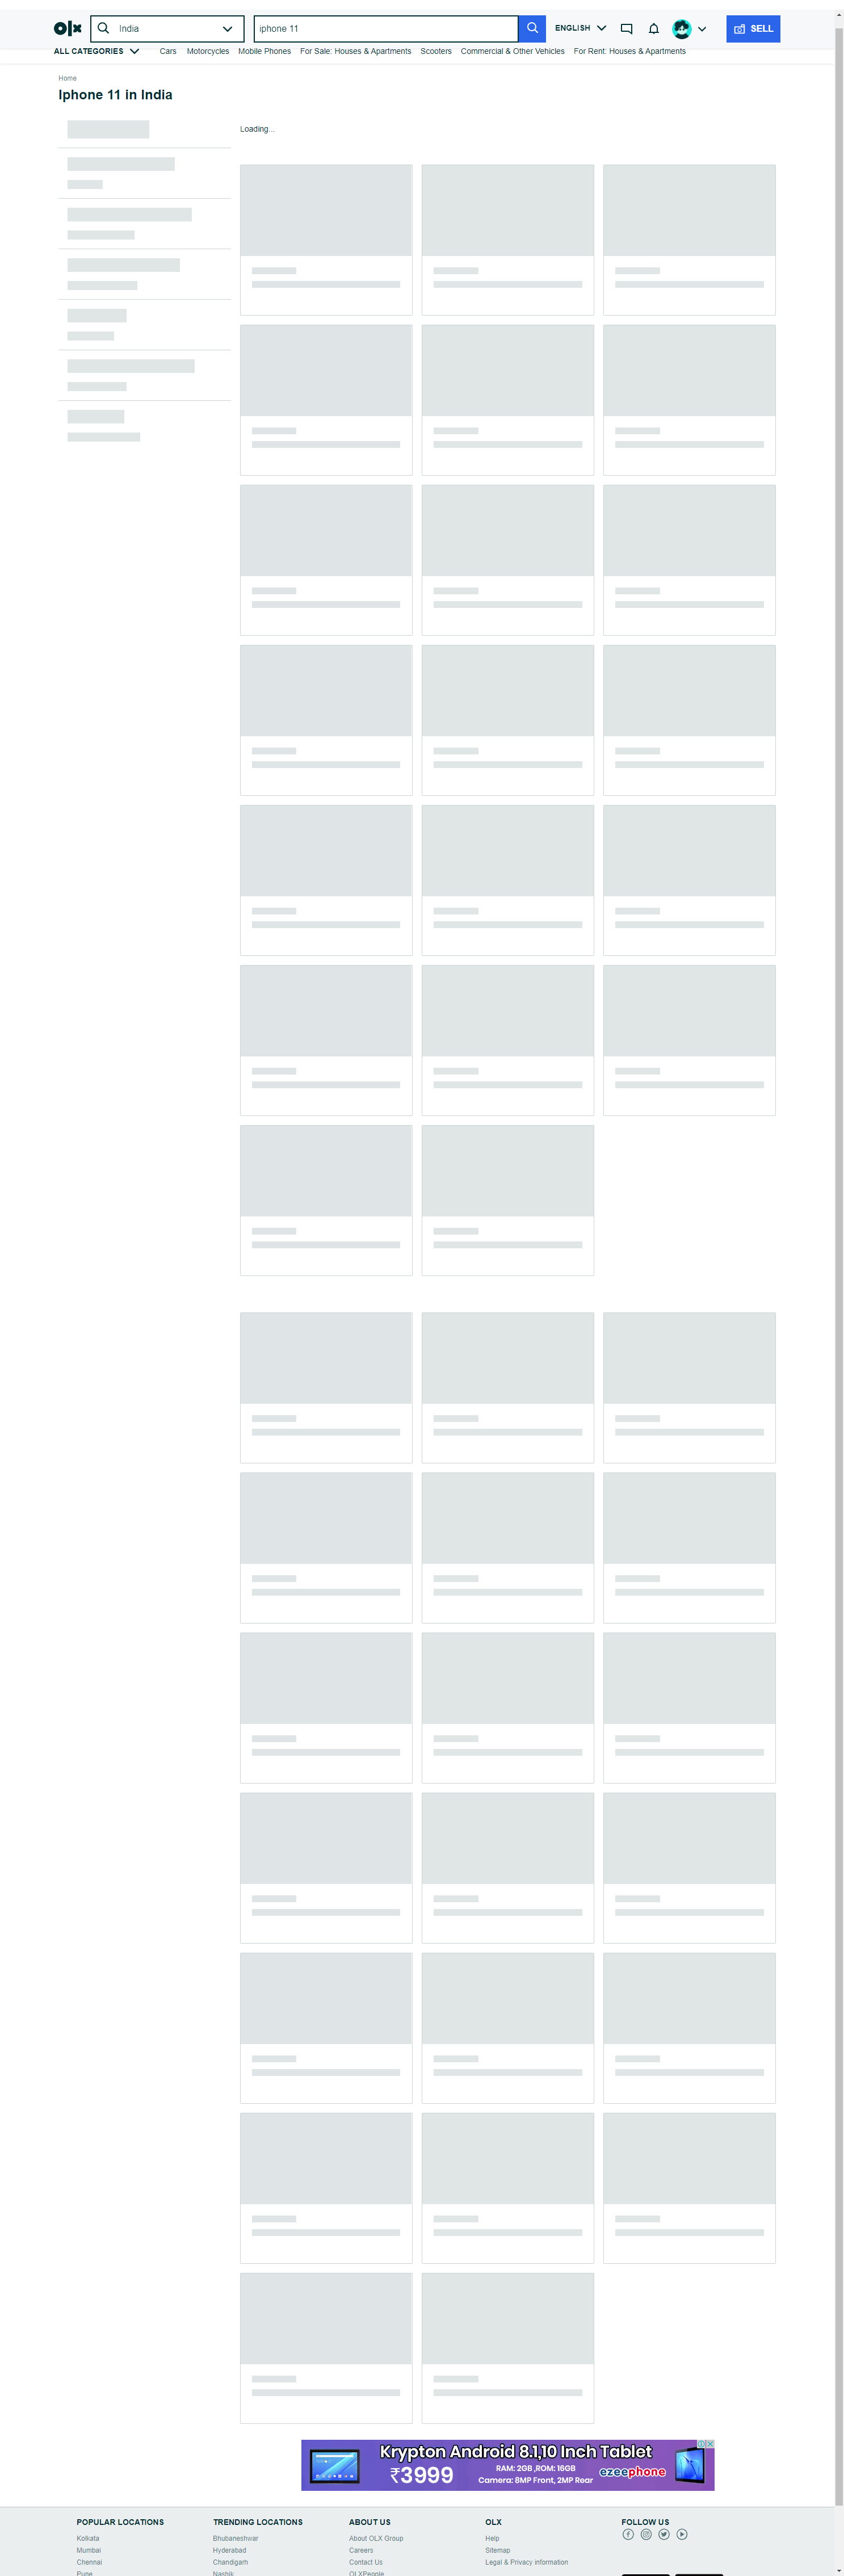 olx India iphone 11 ENGLISH SELL
ALL CATEGORIES Cars Motorcycles Mobile Phones For Sale: Houses & Apartments Scooters Commercial & Other Vehicles For Rent: Houses & Apartments
Home
Iphone 11 in India
Loading...
Krypton Android 8.1,10 Inch Tablet
₹3999
RAM: 2GB ,ROM: 16GB
Camera: 8MP Front, 2MP Rear
ezeephone
POPULAR LOCATIONS
Kolkata
Mumbai
Chennai
Pune
TRENDING LOCATIONS
Bhubaneshwar
Hyderabad
Chandigarh
Nashik
ABOUT US
About OLX Group
Careers
Contact Us
OLXPeople
OLX
Help
Sitemap
Legal & Privacy information
FOLLOW US